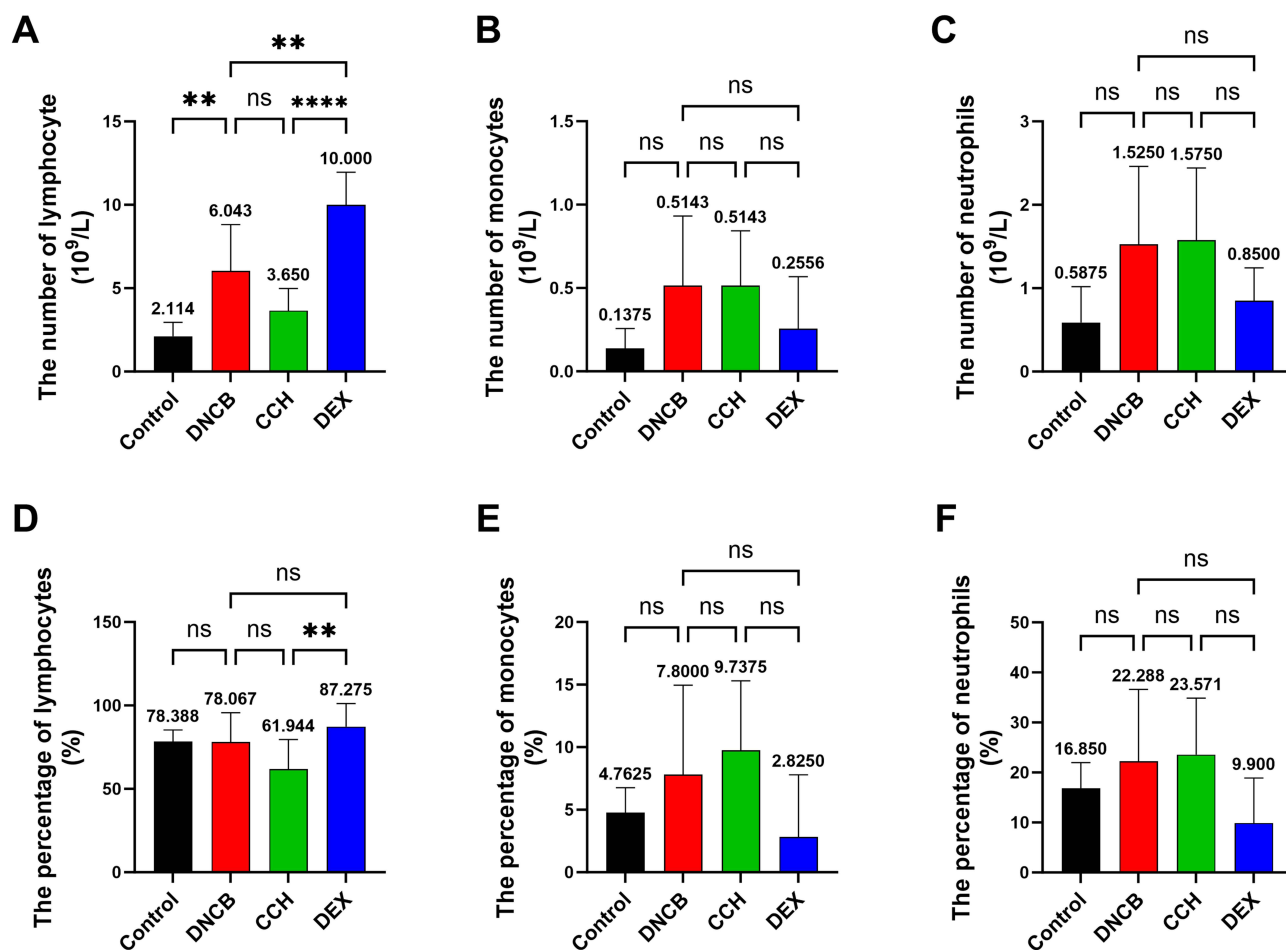 A
The number of lymphocyte
(10⁹/L)
**
** ns ****
15
10
5
0
2.114
6.043
3.650
10.000
Control
DNCB
CCH
DEX
B
The number of monocytes
(10⁹/L)
ns
ns ns ns
1.5
1.0
0.5
0.0
0.1375
0.5143
0.5143
0.2556
Control
DNCB
CCH
DEX
C
The number of neutrophils
(10⁹/L)
ns
ns ns ns
3
2
1
0
0.5875
1.5250
1.5750
0.8500
Control
DNCB
CCH
DEX
D
The percentage of lymphocytes
(%)
ns
ns ns **
150
100
50
0
78.388
78.067
61.944
87.275
Control
DNCB
CCH
DEX
E
The percentage of monocytes
(%)
ns
ns ns ns
20
15
10
5
0
4.7625
7.8000
9.7375
2.8250
Control
DNCB
CCH
DEX
F
The percentage of neutrophils
(%)
ns
ns ns ns
50
40
30
20
10
0
16.850
22.288
23.571
9.900
Control
DNCB
CCH
DEX